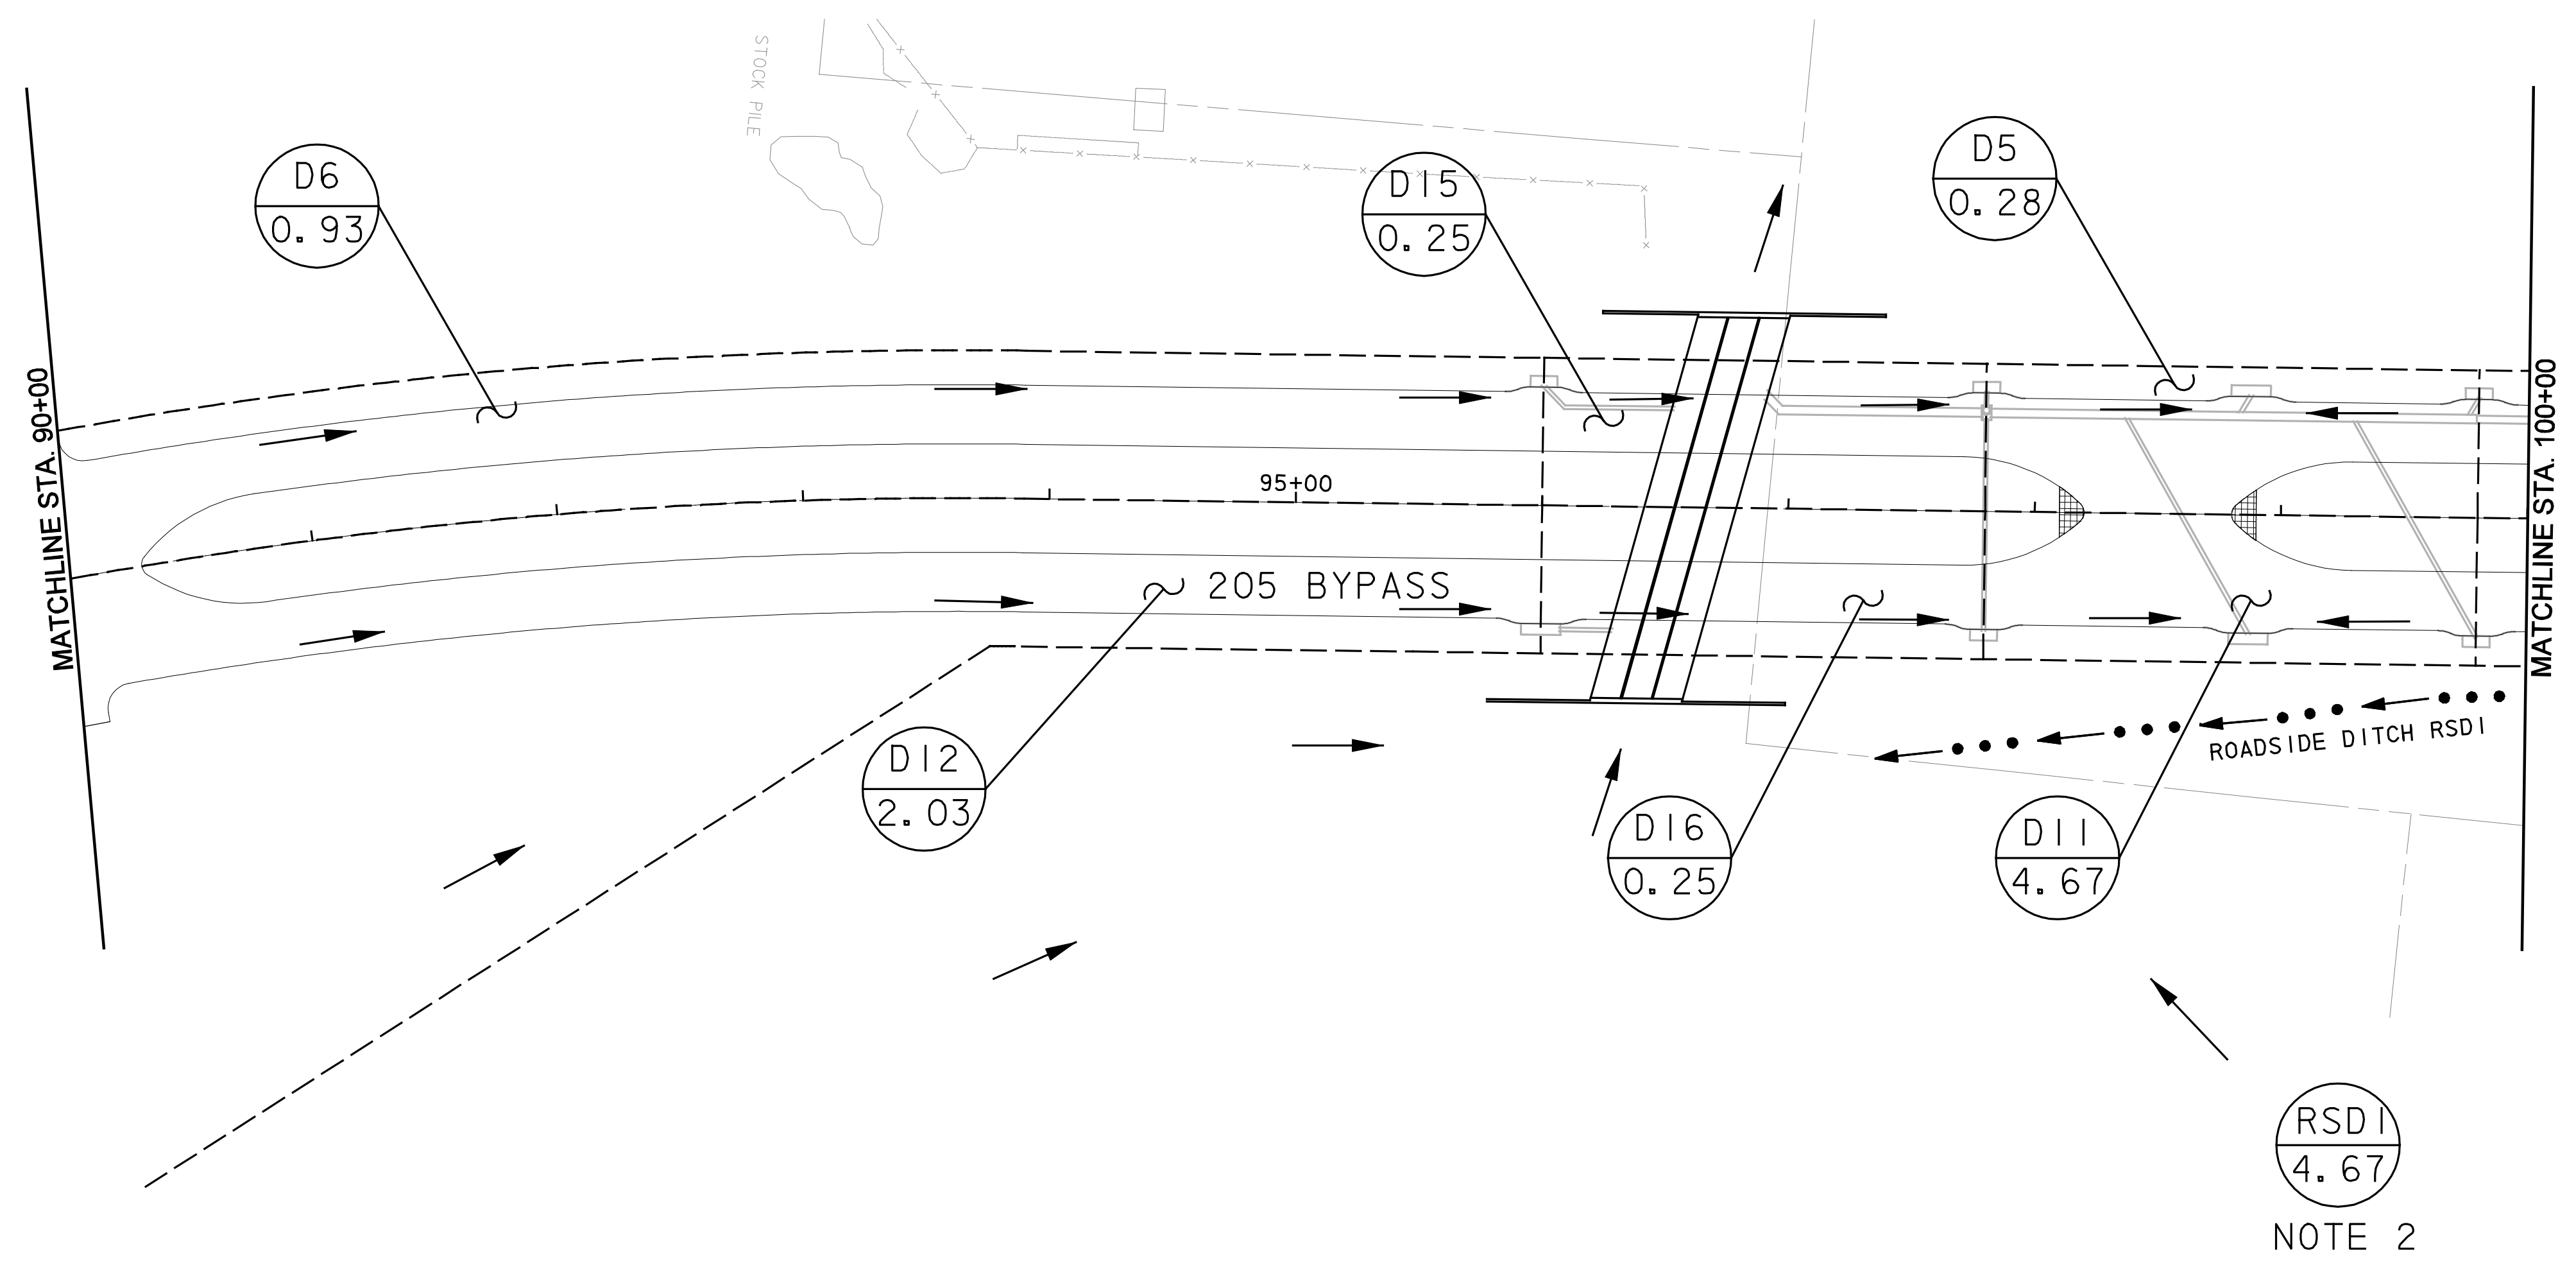 STOCK PILE
D6
0.93
D15
0.25
D5
0.28
MATCHLINE STA. 90+00
MATCHLINE STA. 100+00
95+00
205 BYPASS
ROADSIDE DITCH RSD1
D12
2.03
D16
0.25
D11
4.67
RSD1
4.67
NOTE 2